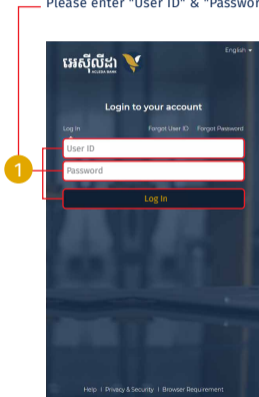 Please enter "User ID" & "Passwor
English
អេស៊ីលីដា
ACLEDA BANK
Login to your account
Log In Forgot User ID Forgot Password
User ID
Password
1
Log In
Help | Privacy & Security | Browser Requirement